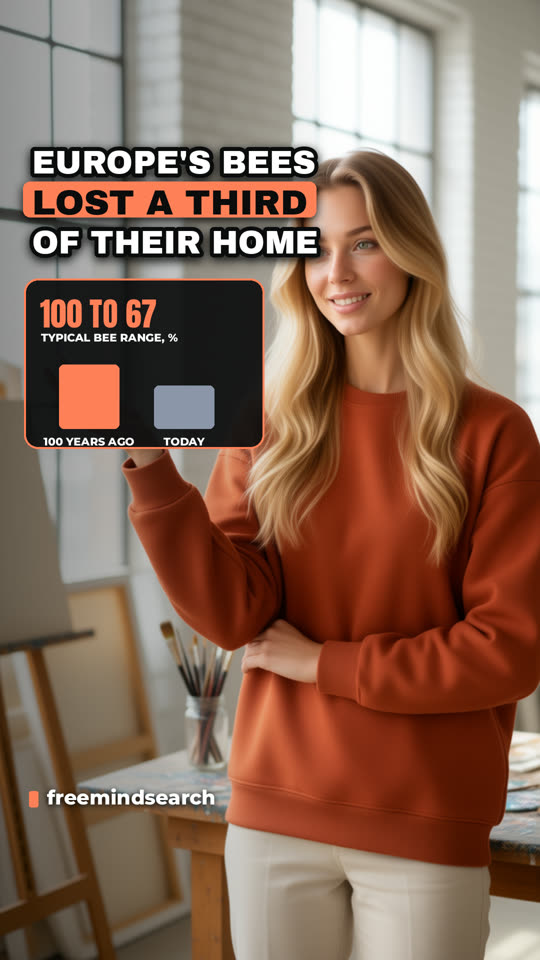 EUROPE'S BEES
LOST A THIRD
OF THEIR HOME
100 TO 67
TYPICAL BEE RANGE, %
100 YEARS AGO
TODAY
freemindsearch